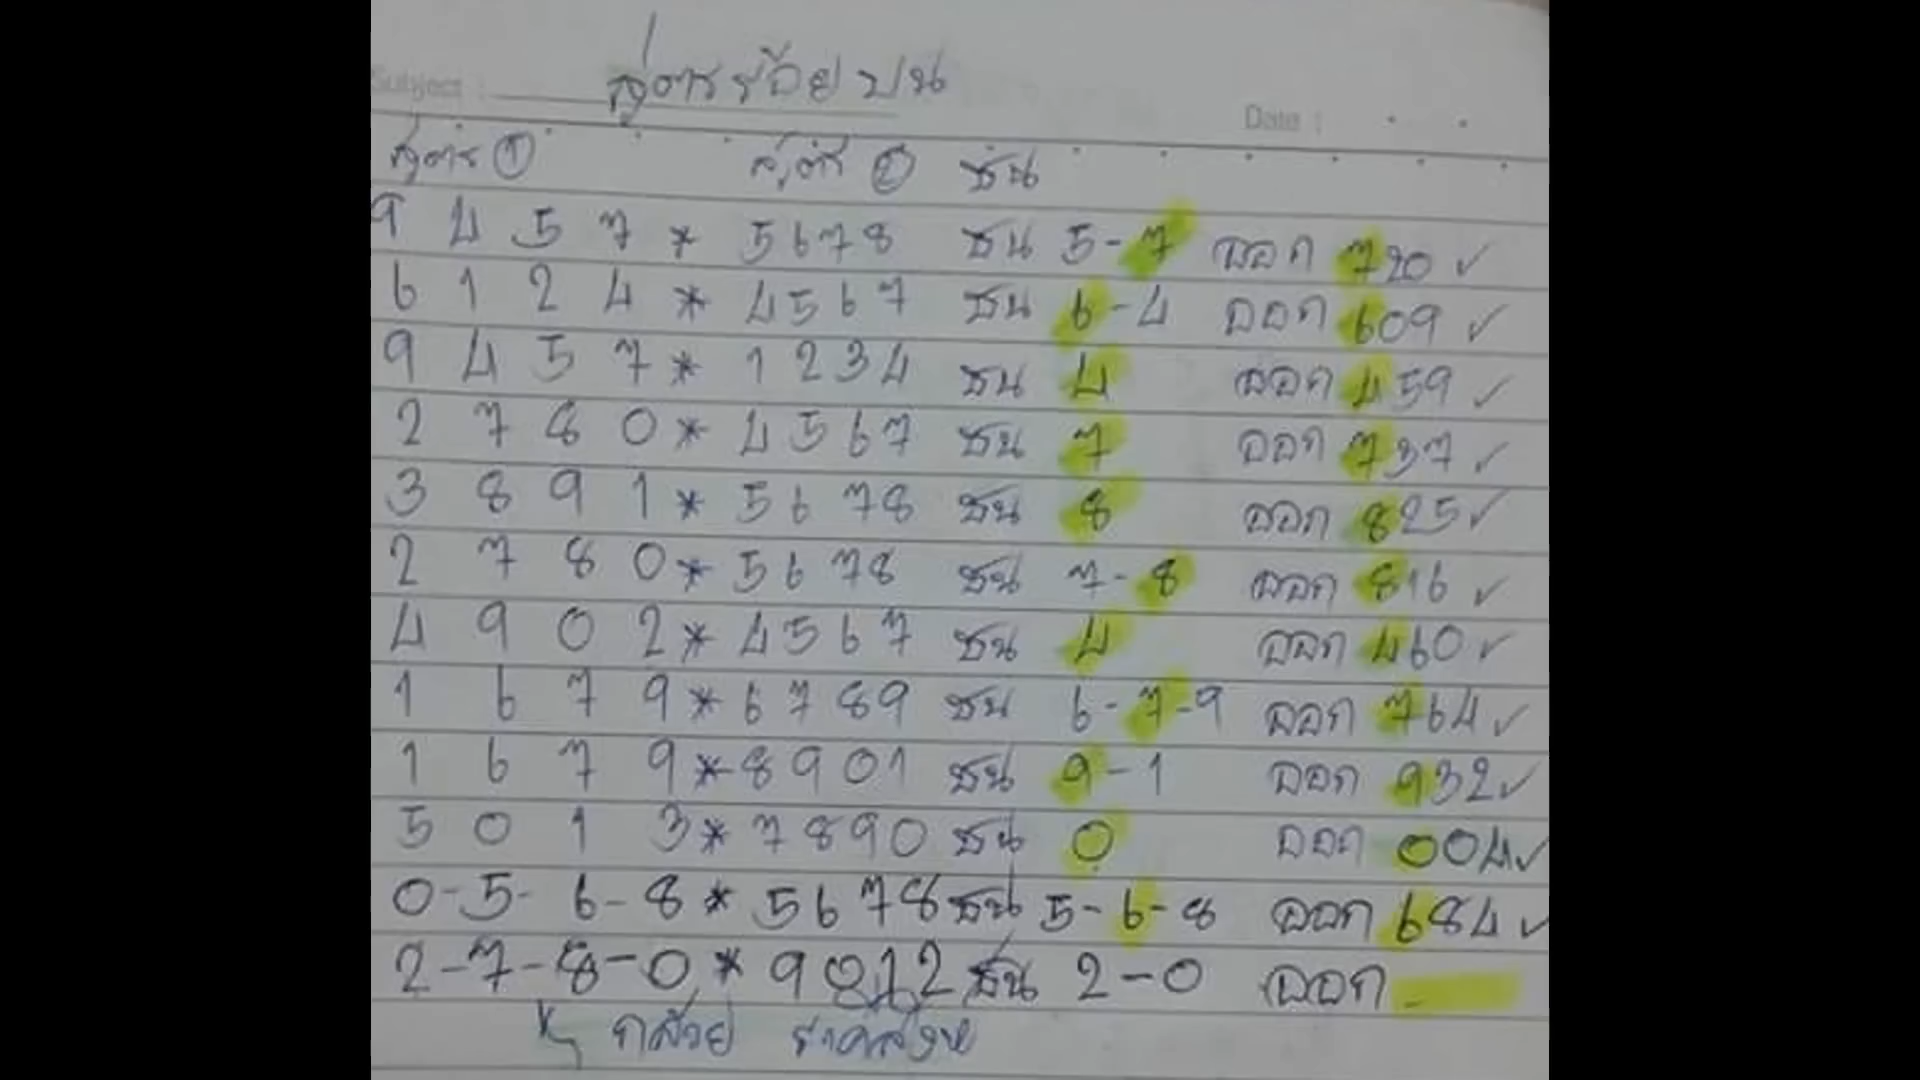 สูตรร้อยบน
Subject :
Date :
สูตร ① สูตร ② ชน
9 4 5 7 * 5678 ชน 5-7 ออก 720 ✓
6 1 2 4 * 4567 ชน 6-4 ออก 609 ✓
9 4 5 7 * 1234 ชน 4 ออก 459 ✓
2 7 8 0 * 4567 ชน 7 ออก 737 ✓
3 8 9 1 * 5678 ชน 8 ออก 825 ✓
2 7 8 0 * 5678 ชน 7-8 ออก 816 ✓
4 9 0 2 * 4567 ชน 4 ออก 460 ✓
1 6 7 9 * 6789 ชน 6-7-9 ออก 764 ✓
1 6 7 9 * 8901 ชน 9-1 ออก 932 ✓
5 0 1 3 * 7890 ชน 0 ออก 004 ✓
0-5-6-8 * 5678 ชน 5-6-8 ออก 684 ✓
2-7-8-0 * 9012 ชน 2-0 ออก
กล้วย